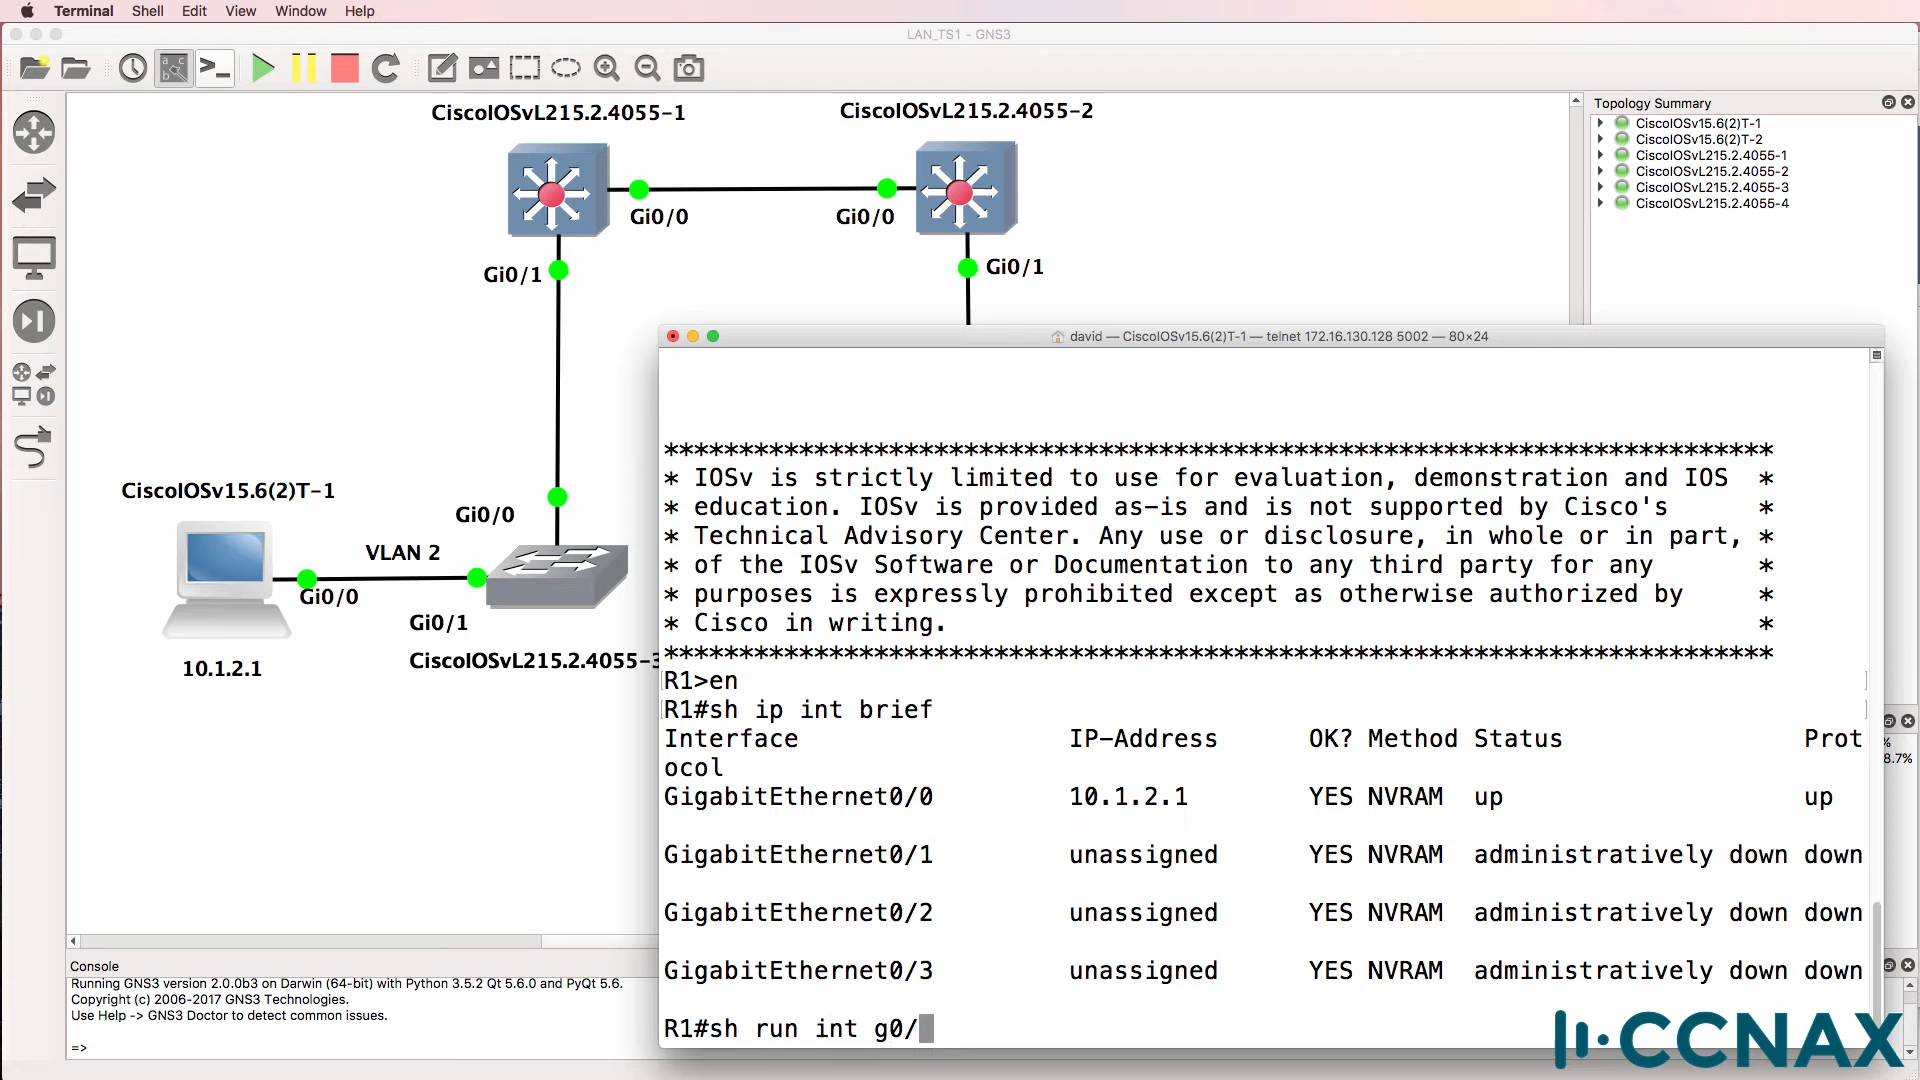 Terminal Shell Edit View Window Help
LAN_TS1 - GNS3
CiscoIOSvL215.2.4055-1
CiscoIOSvL215.2.4055-2
Gi0/0
Gi0/0
Gi0/1
Gi0/1
CiscoIOSv15.6(2)T-1
Gi0/0
VLAN 2
Gi0/0
Gi0/1
10.1.2.1
CiscoIOSvL215.2.4055-3
Topology Summary
CiscoIOSv15.6(2)T-1
CiscoIOSv15.6(2)T-2
CiscoIOSvL215.2.4055-1
CiscoIOSvL215.2.4055-2
CiscoIOSvL215.2.4055-3
CiscoIOSvL215.2.4055-4
%
8.7%
david — CiscoIOSv15.6(2)T-1 — telnet 172.16.130.128 5002 — 80×24
**************************************************************************
* IOSv is strictly limited to use for evaluation, demonstration and IOS *
* education. IOSv is provided as-is and is not supported by Cisco's *
* Technical Advisory Center. Any use or disclosure, in whole or in part, *
* of the IOSv Software or Documentation to any third party for any *
* purposes is expressly prohibited except as otherwise authorized by *
* Cisco in writing. *
**************************************************************************
R1>en
R1#sh ip int brief
Interface IP-Address OK? Method Status Prot
ocol
GigabitEthernet0/0 10.1.2.1 YES NVRAM up up
GigabitEthernet0/1 unassigned YES NVRAM administratively down down
GigabitEthernet0/2 unassigned YES NVRAM administratively down down
GigabitEthernet0/3 unassigned YES NVRAM administratively down down
R1#sh run int g0/
Console
Running GNS3 version 2.0.0b3 on Darwin (64-bit) with Python 3.5.2 Qt 5.6.0 and PyQt 5.6.
Copyright (c) 2006-2017 GNS3 Technologies.
Use Help -> GNS3 Doctor to detect common issues.
=>
CCNAX